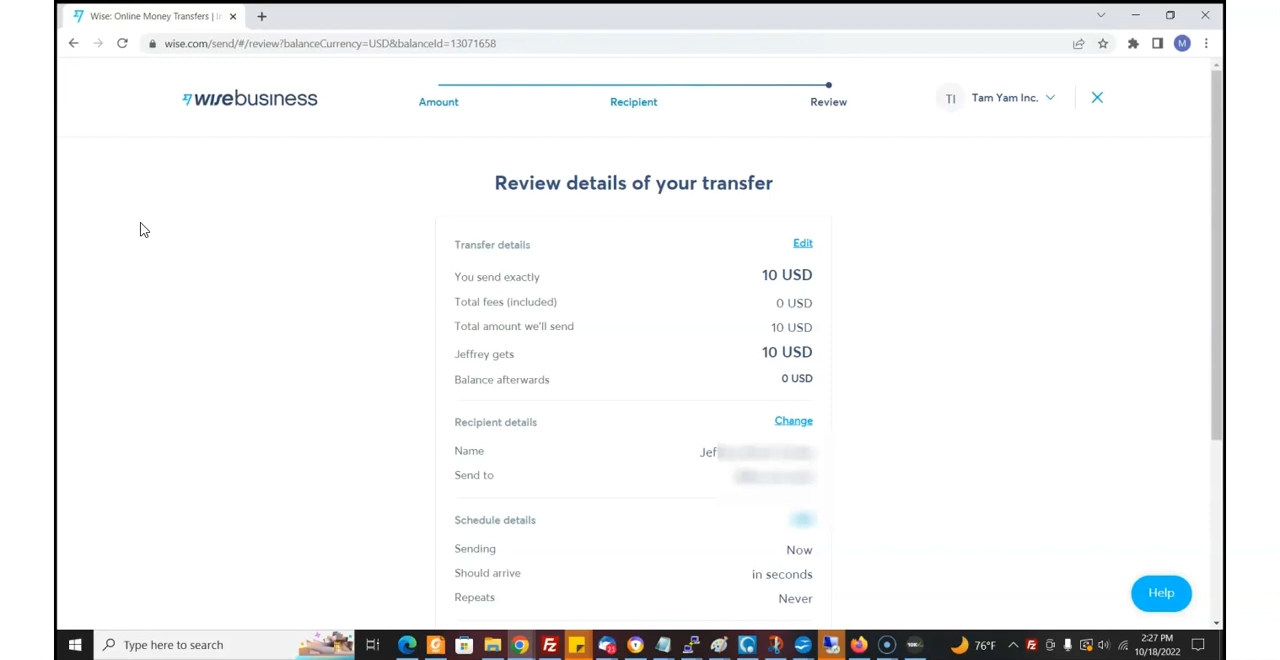 Wise: Online Money Transfers |
wise.com/send/#/review?balanceCurrency=USD&balanceId=13071658
M
wisebusiness
Amount
Recipient
Review
TI
Tam Yam Inc.
Review details of your transfer
Transfer details
Edit
You send exactly
10 USD
Total fees (included)
0 USD
Total amount we'll send
10 USD
Jeffrey gets
10 USD
Balance afterwards
0 USD
Recipient details
Change
Name
Jef
Send to
Schedule details
Sending
Now
Should arrive
in seconds
Repeats
Never
Help
Type here to search
76°F
2:27 PM
10/18/2022